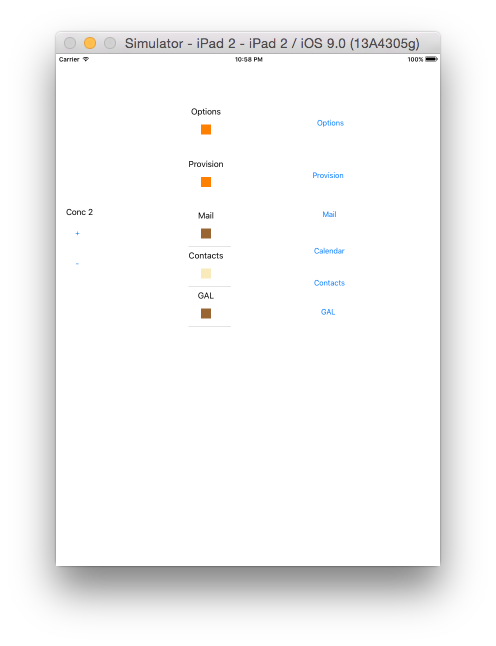 Simulator - iPad 2 - iPad 2 / iOS 9.0 (13A4305g)
Carrier 10:58 PM 100%
Options
Options
Provision
Provision
Conc 2
Mail
Mail
+
Calendar
Contacts
-
Contacts
GAL
GAL